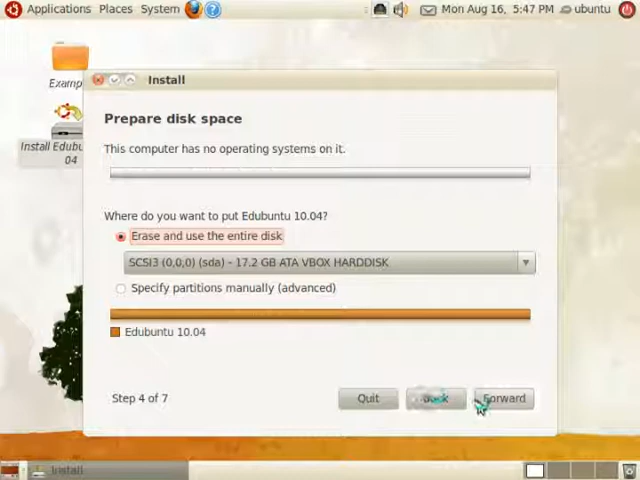 Applications Places System
Mon Aug 16, 5:47 PM
ubuntu
Install
Prepare disk space
This computer has no operating systems on it.
Where do you want to put Edubuntu 10.04?
Erase and use the entire disk
SCSI3 (0,0,0) (sda) - 17.2 GB ATA VBOX HARDDISK
Specify partitions manually (advanced)
Edubuntu 10.04
Step 4 of 7
Quit
Back
Forward
Examp
Install Edubu
04
Install